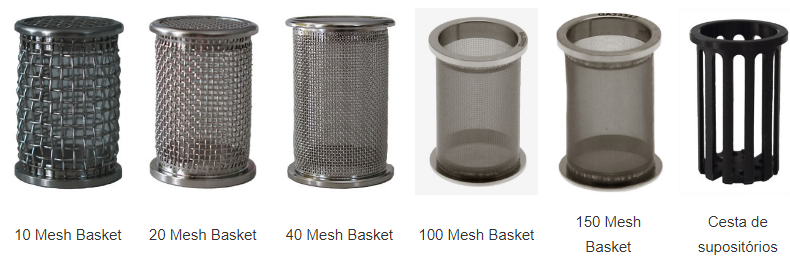 10 Mesh Basket
20 Mesh Basket
40 Mesh Basket
100 Mesh Basket
150 Mesh
Basket
Cesta de
supositórios